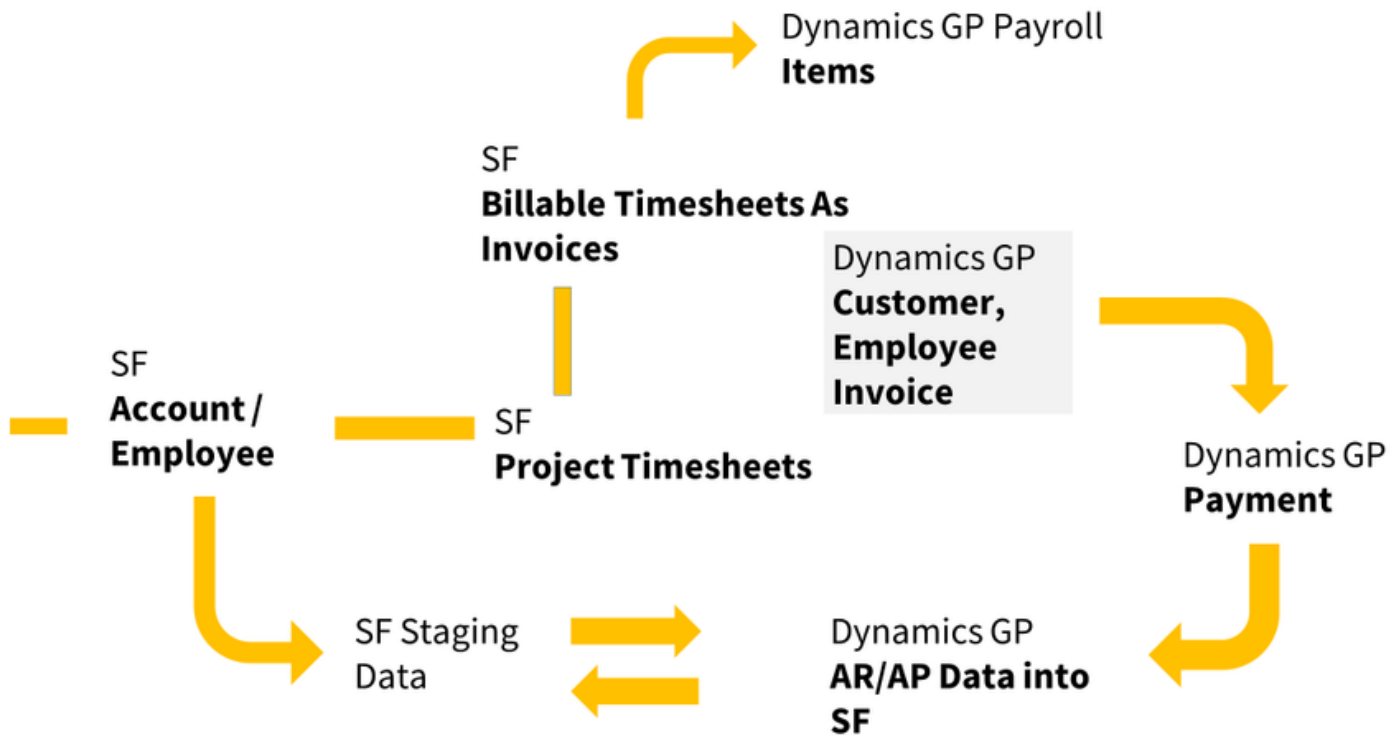 Dynamics GP Payroll
Items
SF
Billable Timesheets As
Invoices
Dynamics GP
Customer,
Employee
Invoice
SF
Account /
Employee
SF
Project Timesheets
Dynamics GP
Payment
SF Staging
Data
Dynamics GP
AR/AP Data into
SF